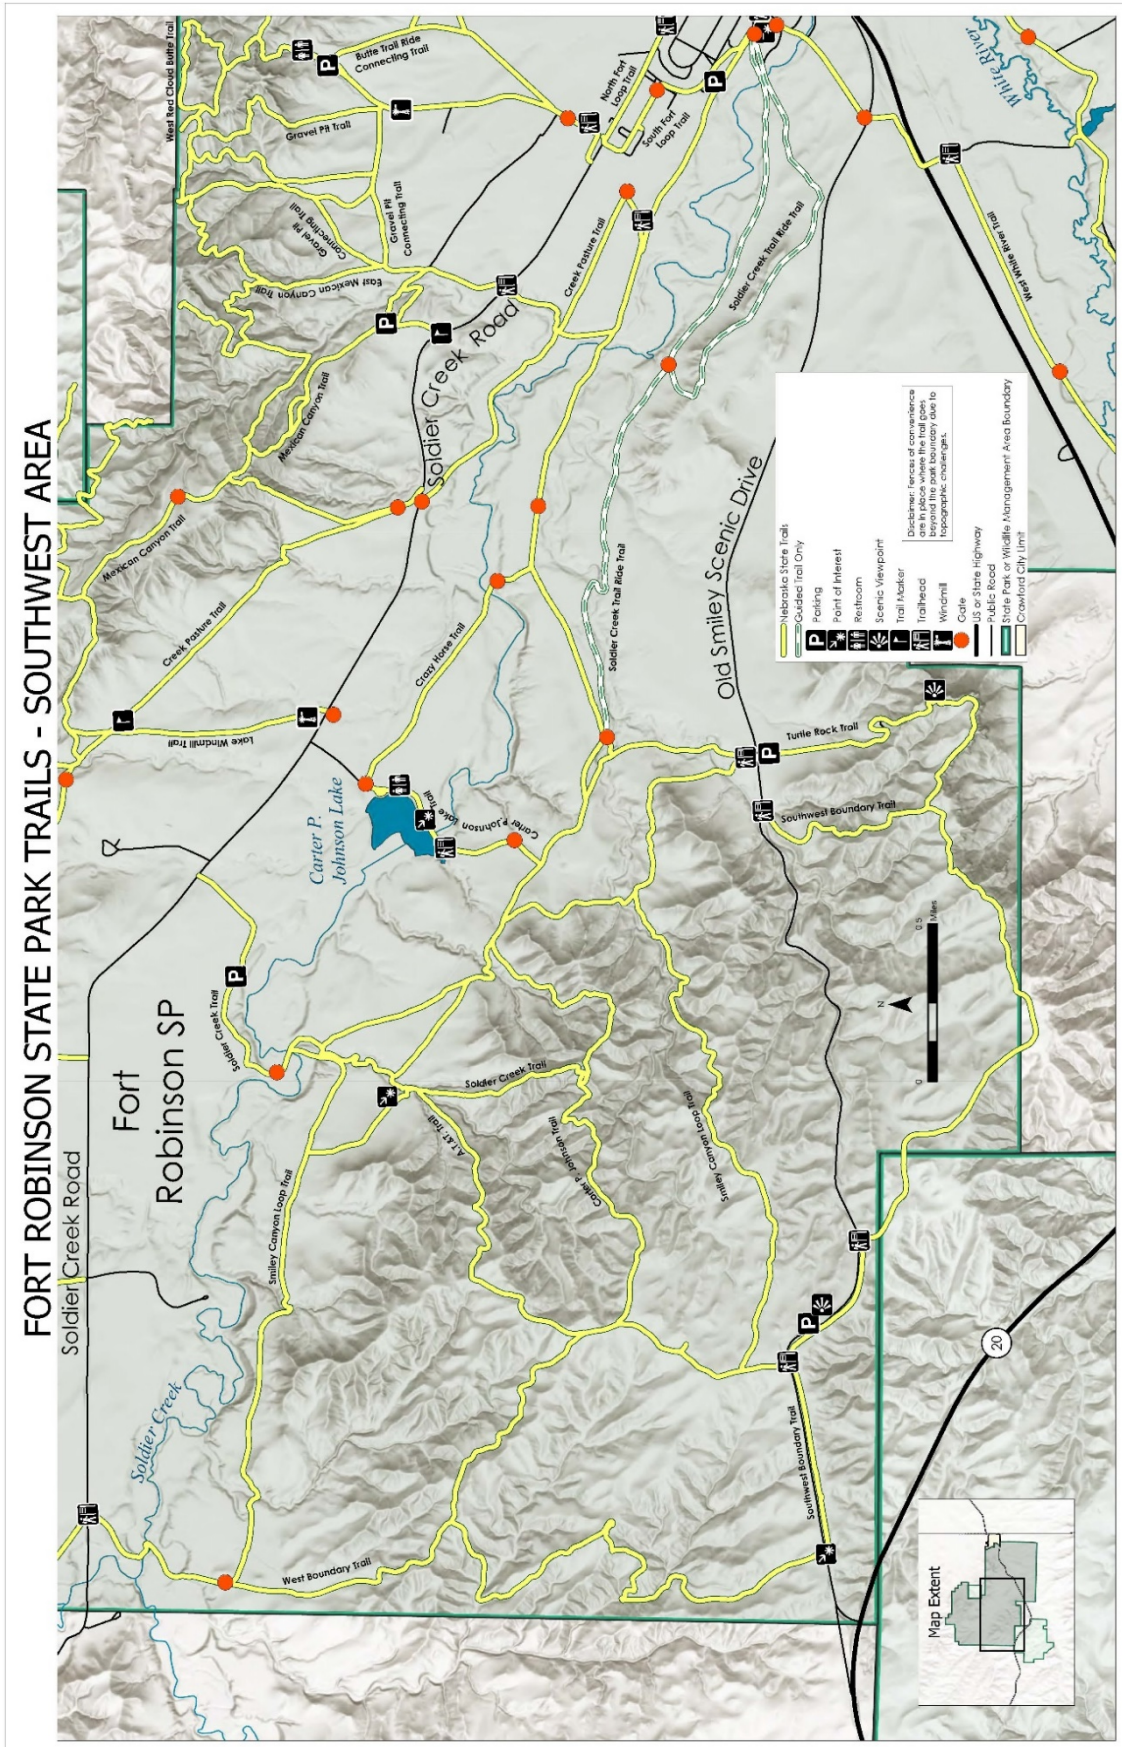 FORT ROBINSON STATE PARK TRAILS - SOUTHWEST AREA
Soldier Creek Road
Soldier Creek
West Boundary Trail
Smiley Canyon Loop Trail
Fort
Robinson SP
Soldier Creek Trail
P
A.T.&T. Trail
Soldier Creek Trail
Carter P. Johnson Trail
Smiley Canyon Loop Trail
Southwest Boundary Trail
P
20
Map Extent
N
0
0.5
Miles
Carter P.
Johnson Lake
Carter P. Johnson Lake Trail
Lake Windmill Trail
Creek Pasture Trail
Crazy Horse Trail
Mexican Canyon Trail
Mexican Canyon Trail
P
Soldier Creek Road
East Mexican Canyon Trail
Gravel Pit
Connecting Trail
Gravel Pit
Connecting Trail
Gravel Pit Trail
West Red Cloud Butte Trail
P
Butte Trail Ride
Connecting Trail
North Fort
Loop Trail
South Fort
Loop Trail
P
Creek Pasture Trail
Soldier Creek Trail Ride Trail
Soldier Creek Trail Ride Trail
Old Smiley Scenic Drive
P
Turtle Rock Trail
Southwest Boundary Trail
White River
West White River Trail
Nebraska State Trails
Guided Trail Only
P Parking
Point of Interest
Restroom
Scenic Viewpoint
Trail Marker
Trailhead
Windmill
Gate
US or State Highway
Public Road
State Park or Wildlife Management Area Boundary
Crawford City Limit
Disclaimer: Fences of convenience
are in place where the trail goes
beyond the park boundary due to
topographic challenges.